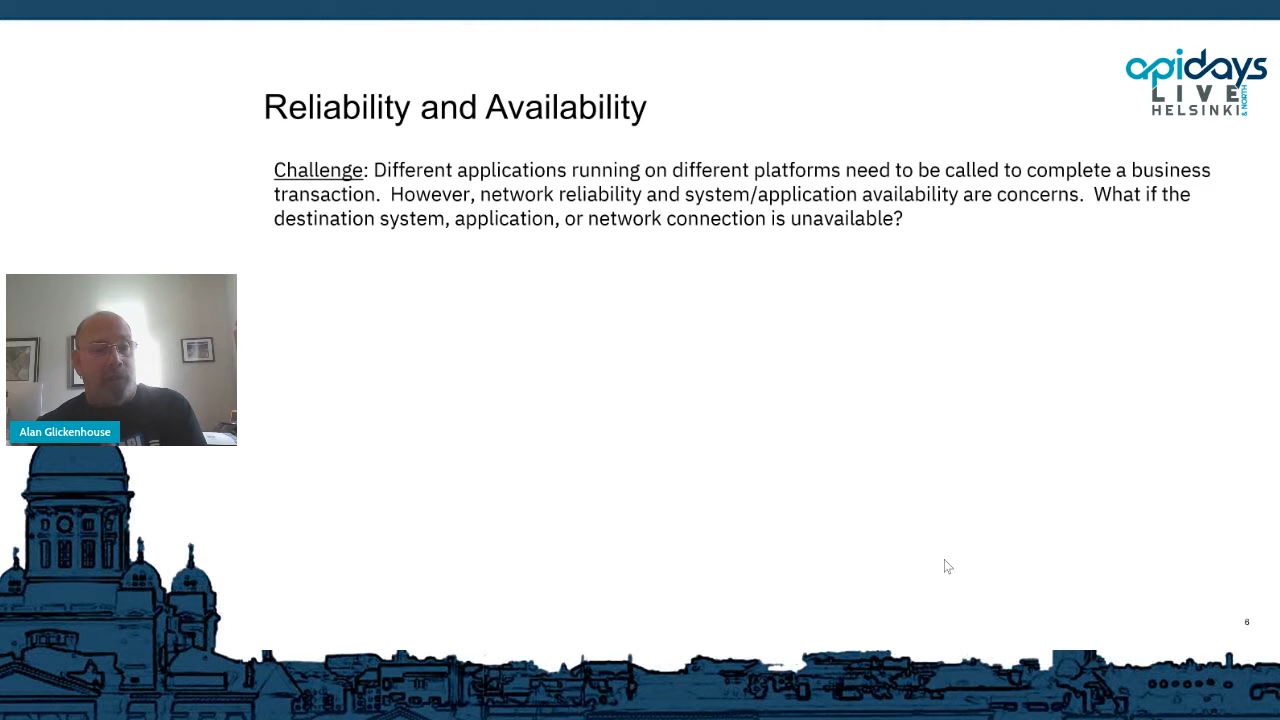 apidays
LIVE
HELSINKI
& NORTH
Reliability and Availability
Challenge: Different applications running on different platforms need to be called to complete a business
transaction.  However, network reliability and system/application availability are concerns.  What if the
destination system, application, or network connection is unavailable?
Alan Glickenhouse
6